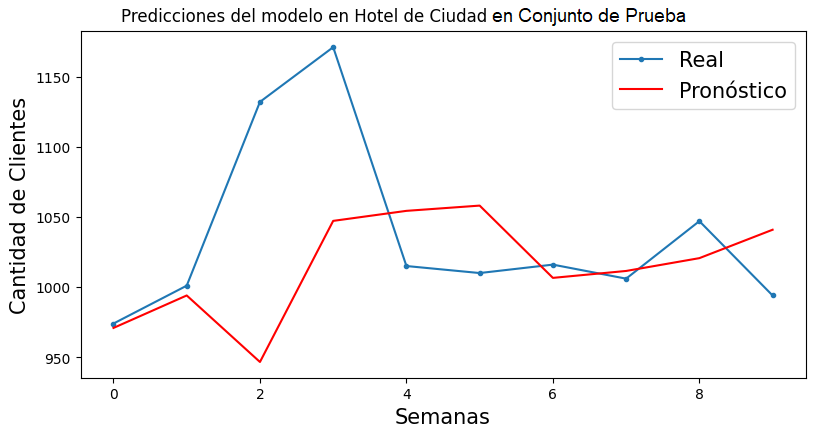 Predicciones del modelo en Hotel de Ciudad en Conjunto de Prueba
Real
Pronóstico
Cantidad de Clientes
1150
1100
1050
1000
950
0 2 4 6 8
Semanas